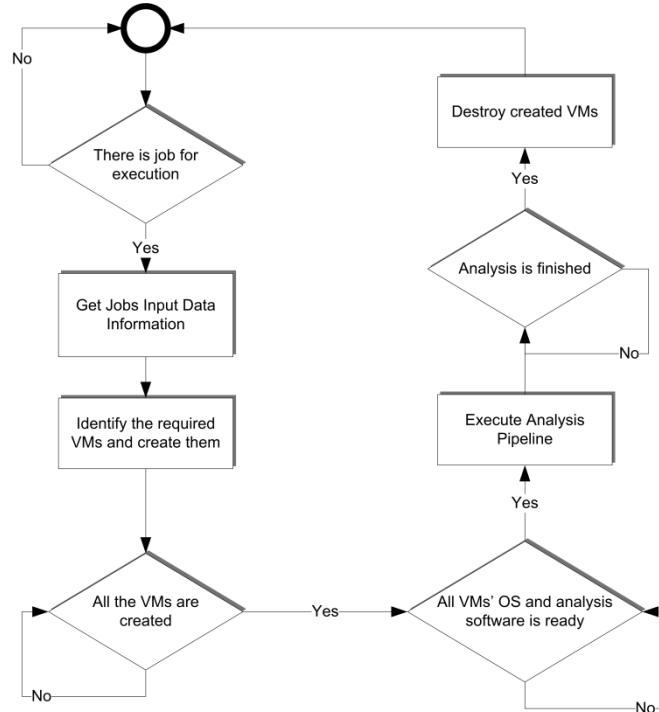 No
There is job for
execution
Yes
Get Jobs Input Data
Information
Identify the required
VMs and create them
All the VMs are
created
No
Yes
All VMs' OS and analysis
software is ready
No
Yes
Execute Analysis
Pipeline
Analysis is finished
No
Yes
Destroy created VMs